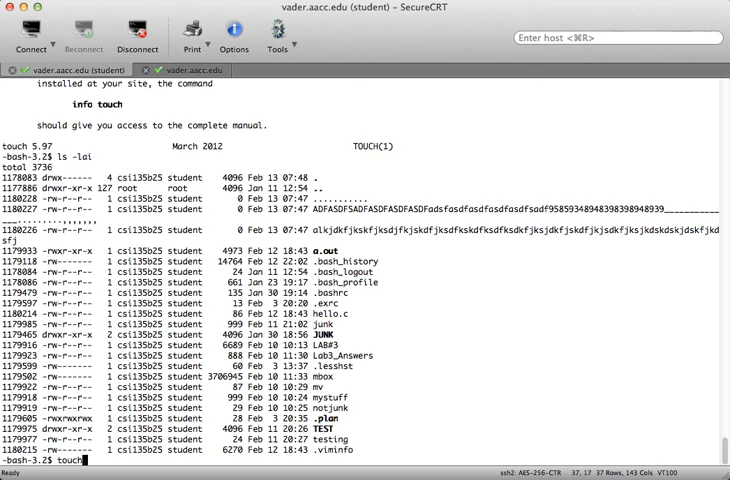 vader.aacc.edu (student) – SecureCRT
Connect
Reconnect
Disconnect
Print
Options
Tools
Enter host <⌘R>
vader.aacc.edu (student)
vader.aacc.edu
installed at your site, the command
info touch
should give you access to the complete manual.
touch 5.97 March 2012 TOUCH(1)
-bash-3.2$ ls -lai
total 3736
1178083 drwx------ 4 csi135b25 student 4096 Feb 13 07:48 .
1177886 drwxr-xr-x 127 root root 4096 Jan 11 12:54 ..
1180228 -rw-r--r-- 1 csi135b25 student 0 Feb 13 07:47 ...........
1180227 -rw-r--r-- 1 csi135b25 student 0 Feb 13 07:47
1180226 -rw-r--r-- 1 csi135b25 student 0 Feb 13 07:47
sfj
1179933 -rwxr-xr-x 1 csi135b25 student 4973 Feb 12 18:43 a.out
1179118 -rw------- 1 csi135b25 student 14764 Feb 12 22:02 .bash_history
1178084 -rw-r--r-- 1 csi135b25 student 24 Jan 11 12:54 .bash_logout
1178086 -rw-r--r-- 1 csi135b25 student 661 Jan 23 19:17 .bash_profile
1179479 -rw-r--r-- 1 csi135b25 student 135 Jan 30 19:14 .bashrc
1179597 -rw-r--r-- 1 csi135b25 student 13 Feb 3 20:20 .exrc
1180214 -rw-r--r-- 1 csi135b25 student 86 Feb 12 18:43 hello.c
1179985 -rw-r--r-- 1 csi135b25 student 999 Feb 11 21:02 junk
1179465 drwxr-xr-x 2 csi135b25 student 4096 Jan 30 18:56 JUNK
1179916 -rw-r--r-- 1 csi135b25 student 6689 Feb 10 10:13 LAB#3
1179923 -rw-r--r-- 1 csi135b25 student 888 Feb 10 11:30 Lab3_Answers
1179599 -rw------- 1 csi135b25 student 60 Feb 3 13:37 .lesshst
1179502 -rw------- 1 csi135b25 student 3706945 Feb 10 11:33 mbox
1179922 -rw-r--r-- 1 csi135b25 student 87 Feb 10 10:29 mv
1179918 -rw-r--r-- 1 csi135b25 student 999 Feb 10 10:24 mystuff
1179919 -rw-r--r-- 1 csi135b25 student 29 Feb 10 10:25 notjunk
1179605 -rwxrwxrwx 1 csi135b25 student 28 Feb 3 20:35 .plan
1179975 drwxr-xr-x 2 csi135b25 student 4096 Feb 11 20:26 TEST
1179977 -rw-r--r-- 1 csi135b25 student 24 Feb 11 20:27 testing
1180215 -rw------- 1 csi135b25 student 6270 Feb 12 18:43 .viminfo
-bash-3.2$ touch
Ready ssh2: AES-256-CTR 37, 17 37 Rows, 143 Cols VT100